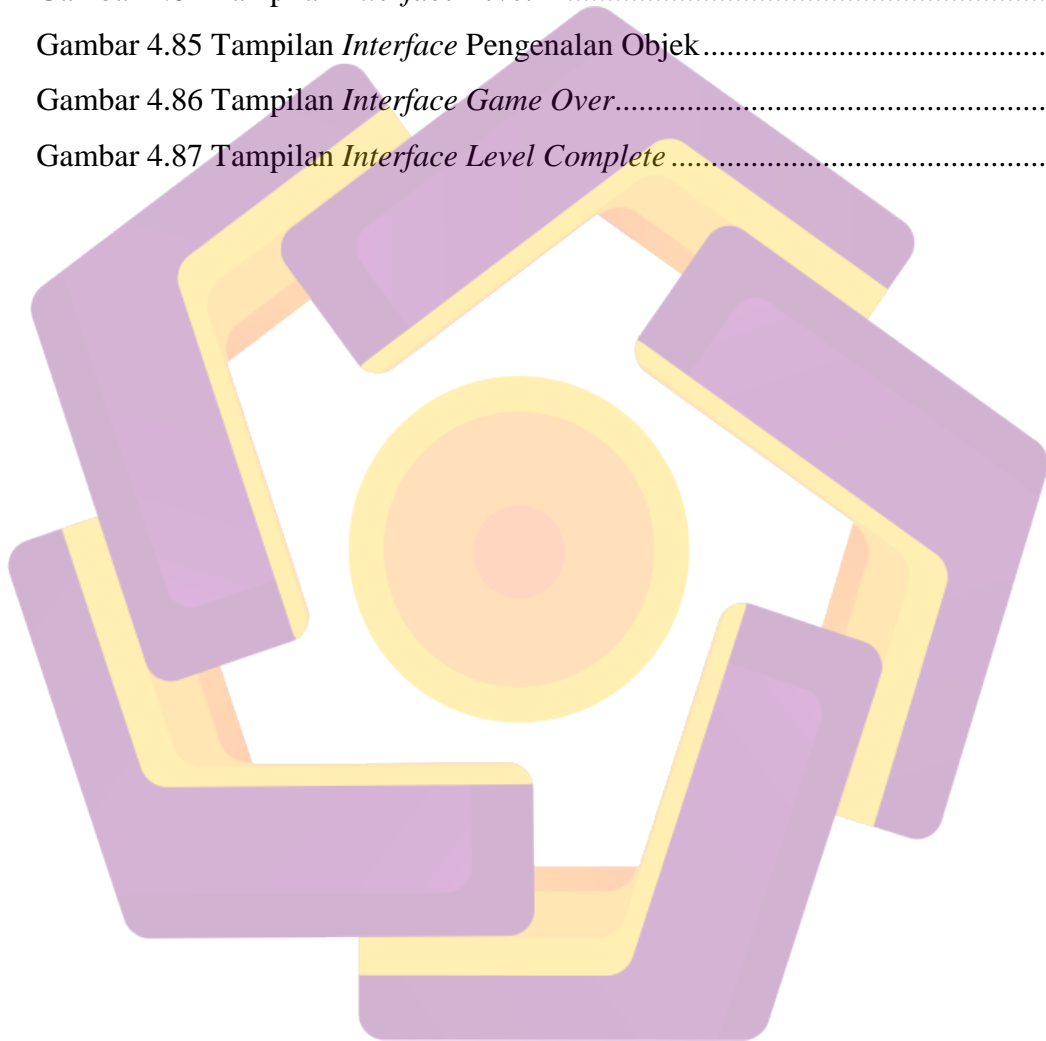 Gambar 4.85 Tampilan Interface Pengenalan Objek..........................................
Gambar 4.86 Tampilan Interface Game Over.....................................................
Gambar 4.87 Tampilan Interface Level Complete..............................................